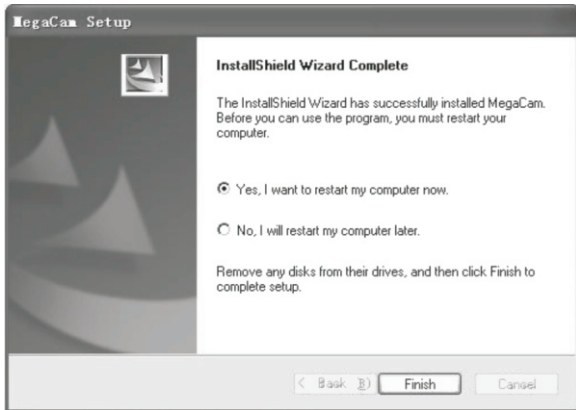 MegaCam Setup
InstallShield Wizard Complete
The InstallShield Wizard has successfully installed MegaCam.
Before you can use the program, you must restart your
computer.
Yes, I want to restart my computer now.
No, I will restart my computer later.
Remove any disks from their drives, and then click Finish to
complete setup.
< Back B) Finish Cancel